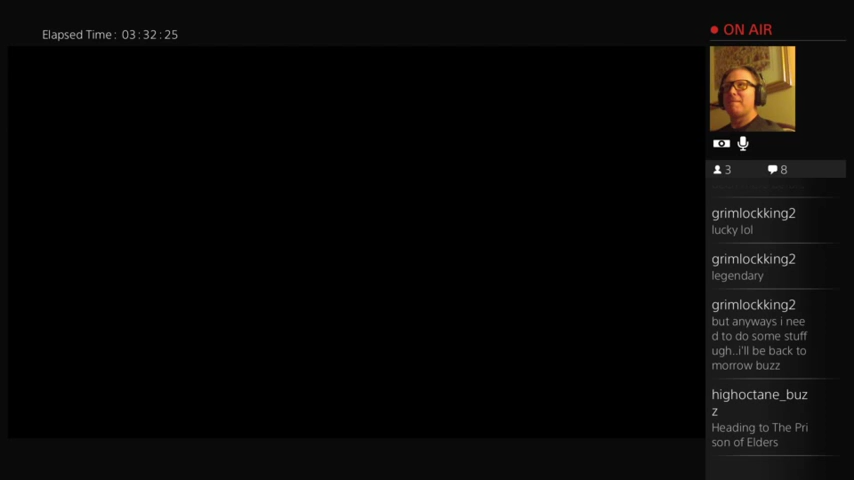 Elapsed Time: 03:32:25
ON AIR
3
8
grimlockking2
lucky lol
grimlockking2
legendary
grimlockking2
but anyways i nee
d to do some stuff
ugh..i'll be back to
morrow buzz
highoctane_buz
z
Heading to The Pri
son of Elders